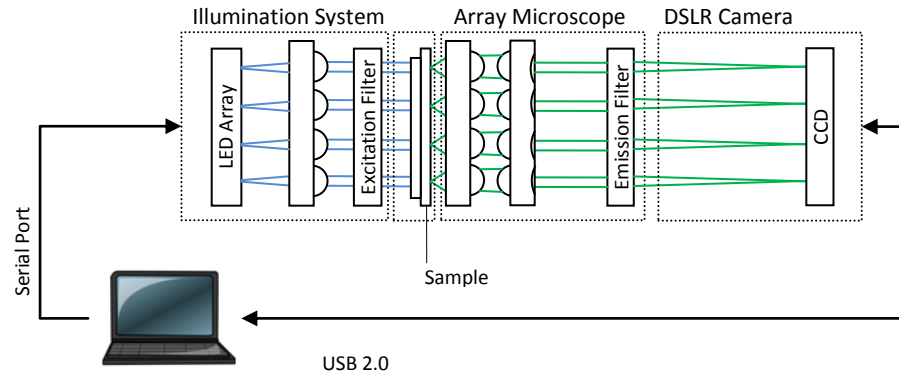 Illumination System
Array Microscope
DSLR Camera
LED Array
Excitation Filter
Emission Filter
CCD
Sample
Serial Port
USB 2.0